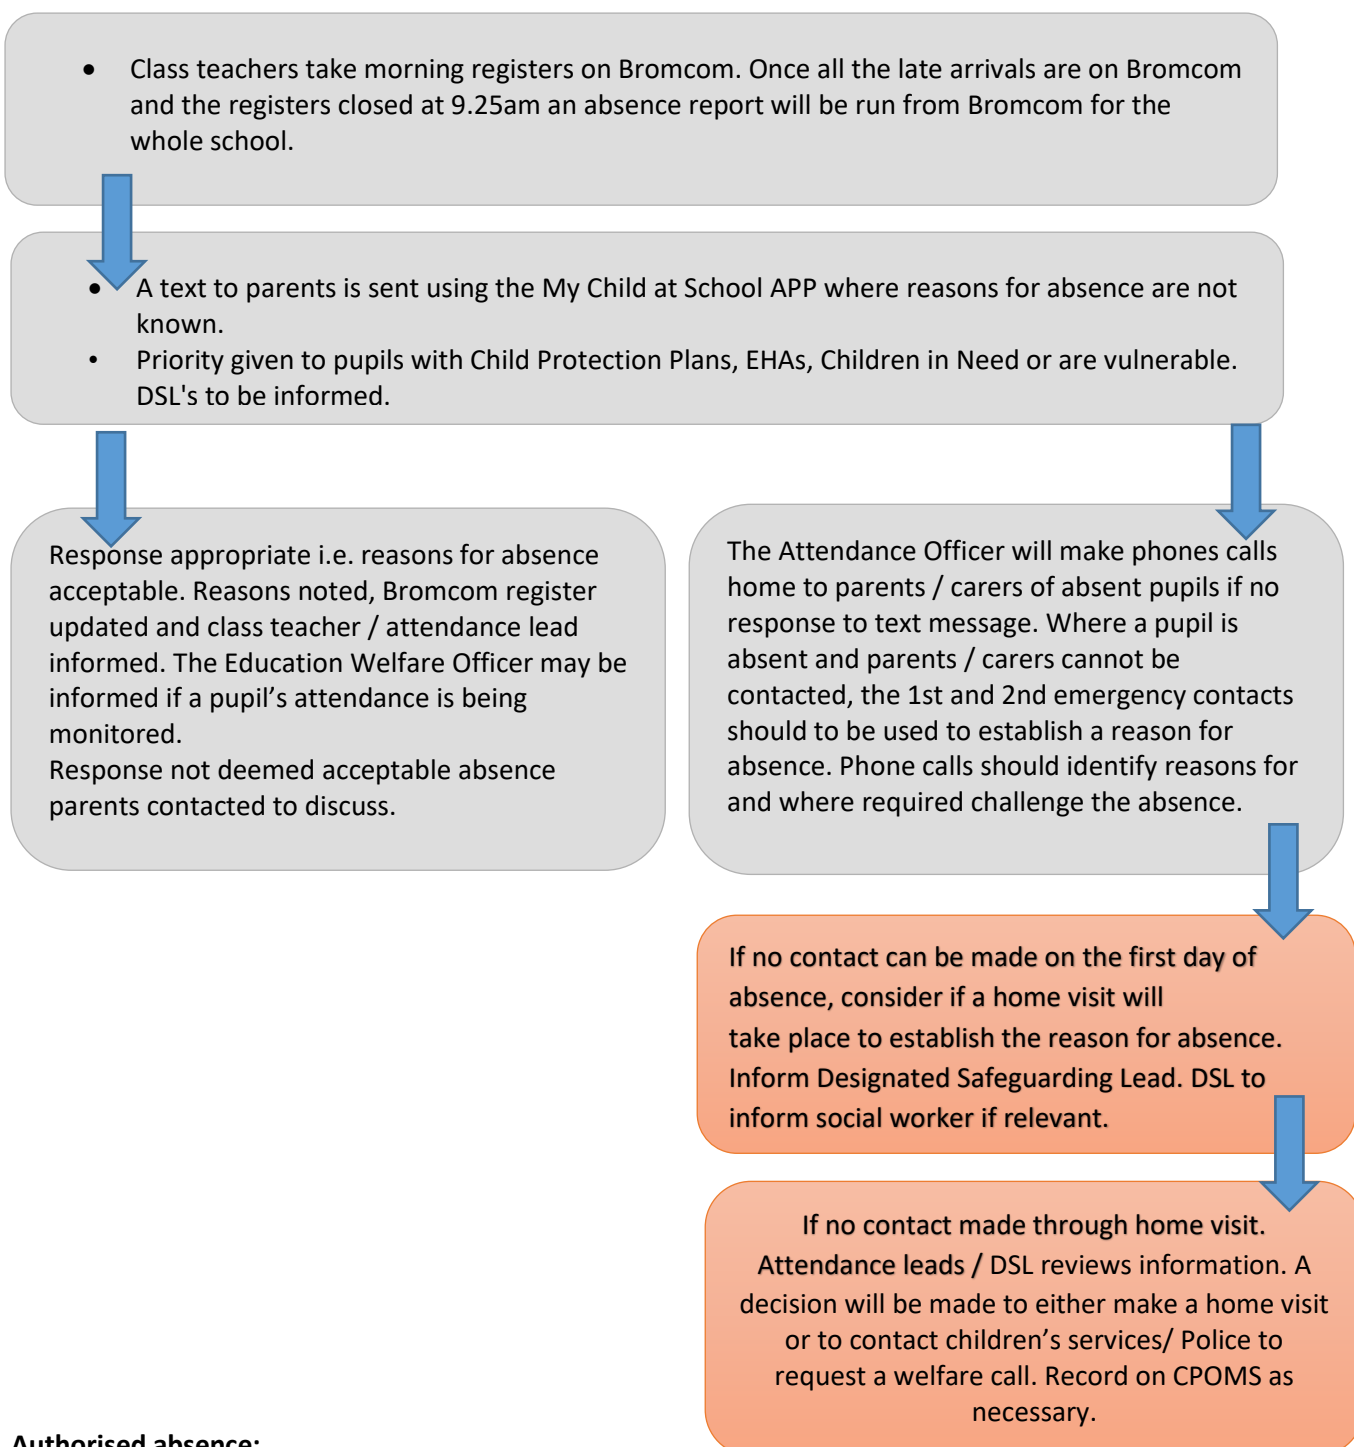 • Class teachers take morning registers on Bromcom. Once all the late arrivals are on Bromcom
and the registers closed at 9.25am an absence report will be run from Bromcom for the
whole school.
• A text to parents is sent using the My Child at School APP where reasons for absence are not
known.
• Priority given to pupils with Child Protection Plans, EHAs, Children in Need or are vulnerable.
DSL's to be informed.
Response appropriate i.e. reasons for absence
acceptable. Reasons noted, Bromcom register
updated and class teacher / attendance lead
informed. The Education Welfare Officer may be
informed if a pupil’s attendance is being
monitored.
Response not deemed acceptable absence
parents contacted to discuss.
The Attendance Officer will make phones calls
home to parents / carers of absent pupils if no
response to text message. Where a pupil is
absent and parents / carers cannot be
contacted, the 1st and 2nd emergency contacts
should to be used to establish a reason for
absence. Phone calls should identify reasons for
and where required challenge the absence.
If no contact can be made on the first day of
absence, consider if a home visit will
take place to establish the reason for absence.
Inform Designated Safeguarding Lead. DSL to
inform social worker if relevant.
If no contact made through home visit.
Attendance leads / DSL reviews information. A
decision will be made to either make a home visit
or to contact children’s services/ Police to
request a welfare call. Record on CPOMS as
necessary.
Authorised absence: